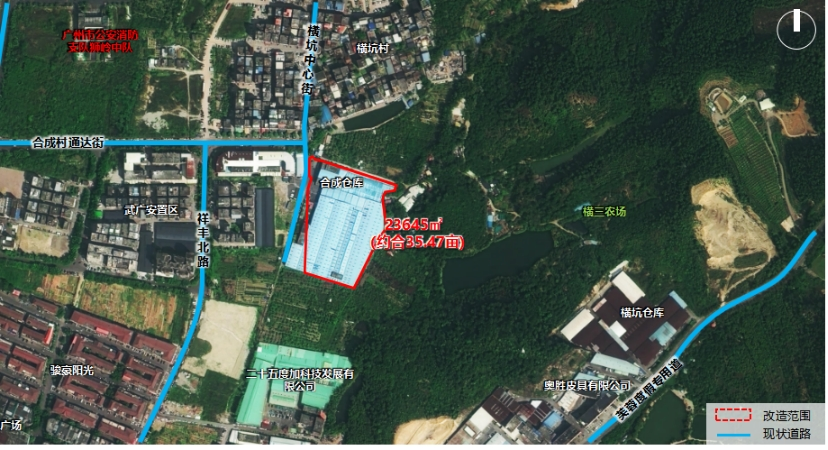 广州市公安消防
支队狮岭中队
横坑村
横坑中心街
合成村通达街
合成仓库
武广安置区
祥丰北路
23645㎡
(约合35.47亩)
横三农场
横坑仓库
骏豪阳光
二十五度加科技发展有
限公司
奥胜皮具有限公司
芙蓉度假专用道
广场
改造范围
现状道路